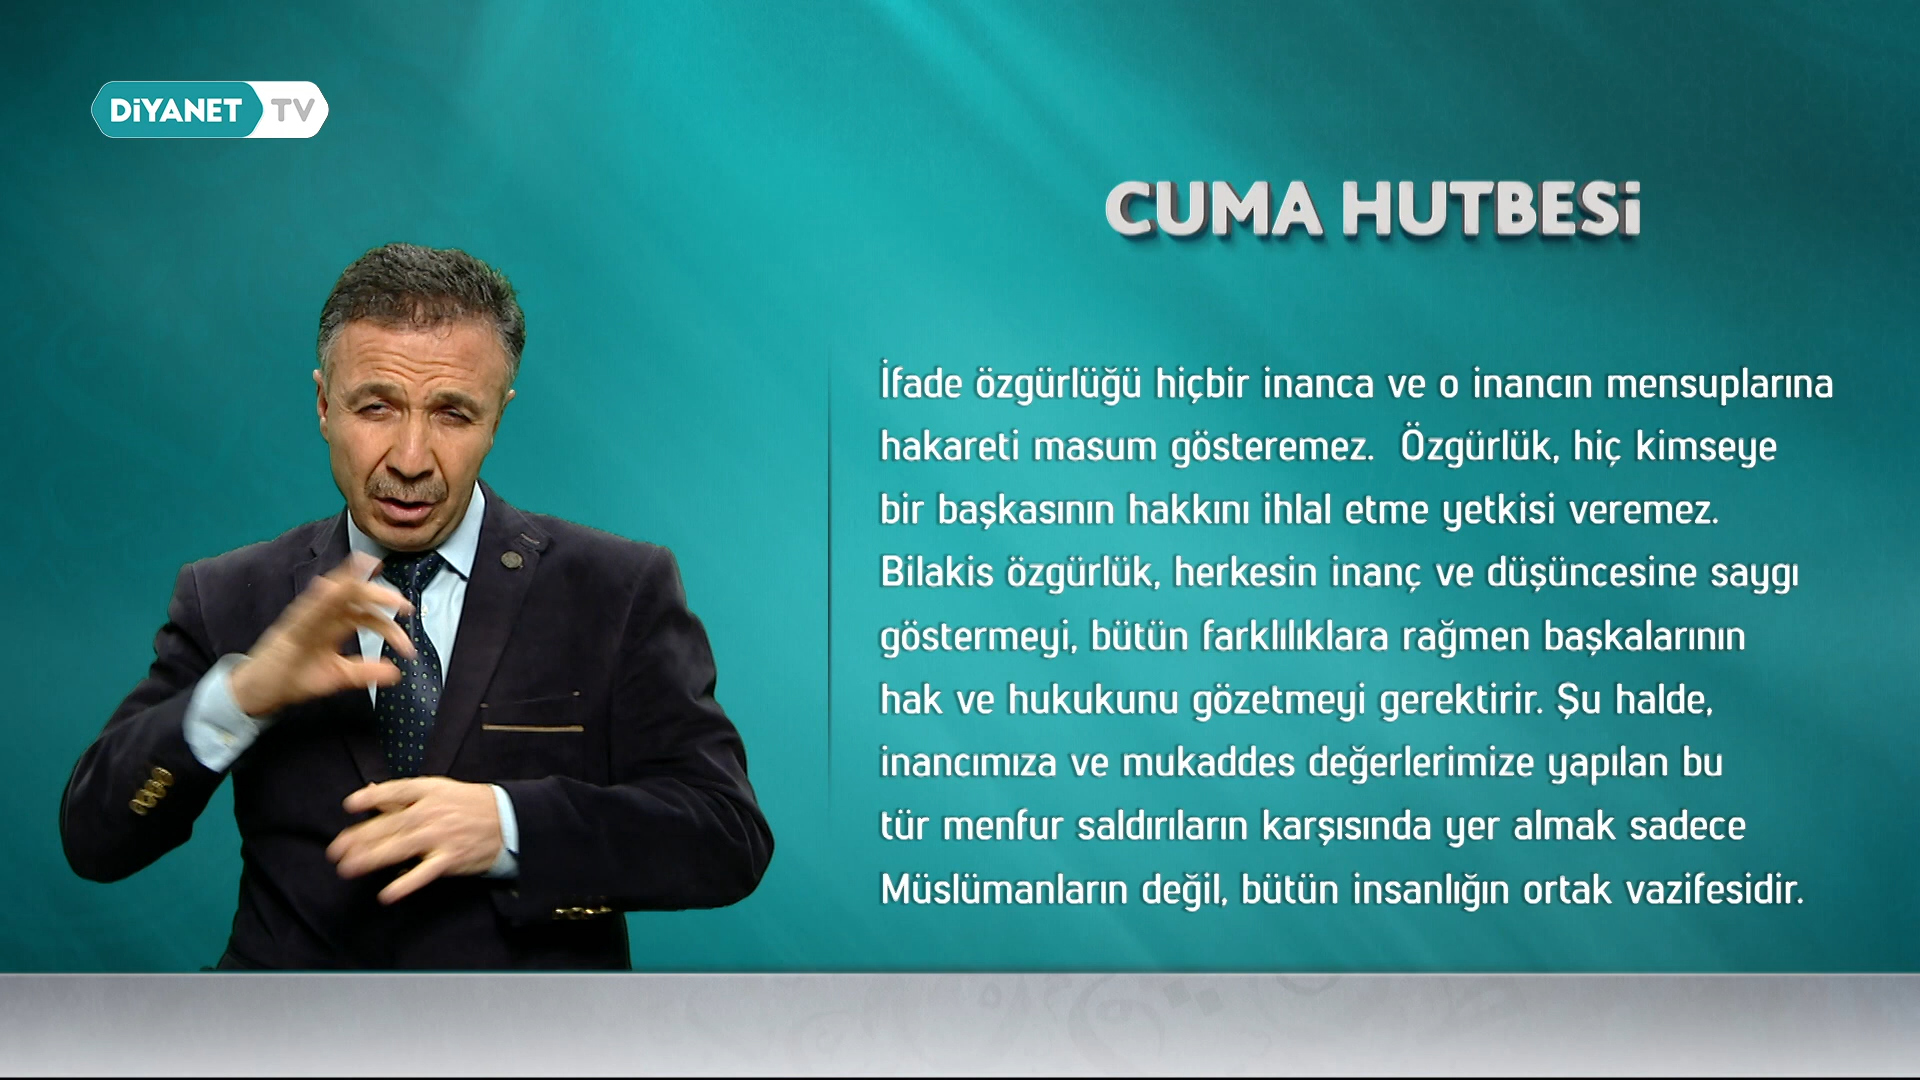 DİYANET TV
CUMA HUTBESİ
İfade özgürlüğü hiçbir inanca ve o inancın mensuplarına
hakareti masum gösteremez. Özgürlük, hiç kimseye
bir başkasının hakkını ihlal etme yetkisi veremez.
Bilakis özgürlük, herkesin inanç ve düşüncesine saygı
göstermeyi, bütün farklılıklara rağmen başkalarının
hak ve hukukunu gözetmeyi gerektirir. Şu halde,
inancımıza ve mukaddes değerlerimize yapılan bu
tür menfur saldırıların karşısında yer almak sadece
Müslümanların değil, bütün insanlığın ortak vazifesidir.